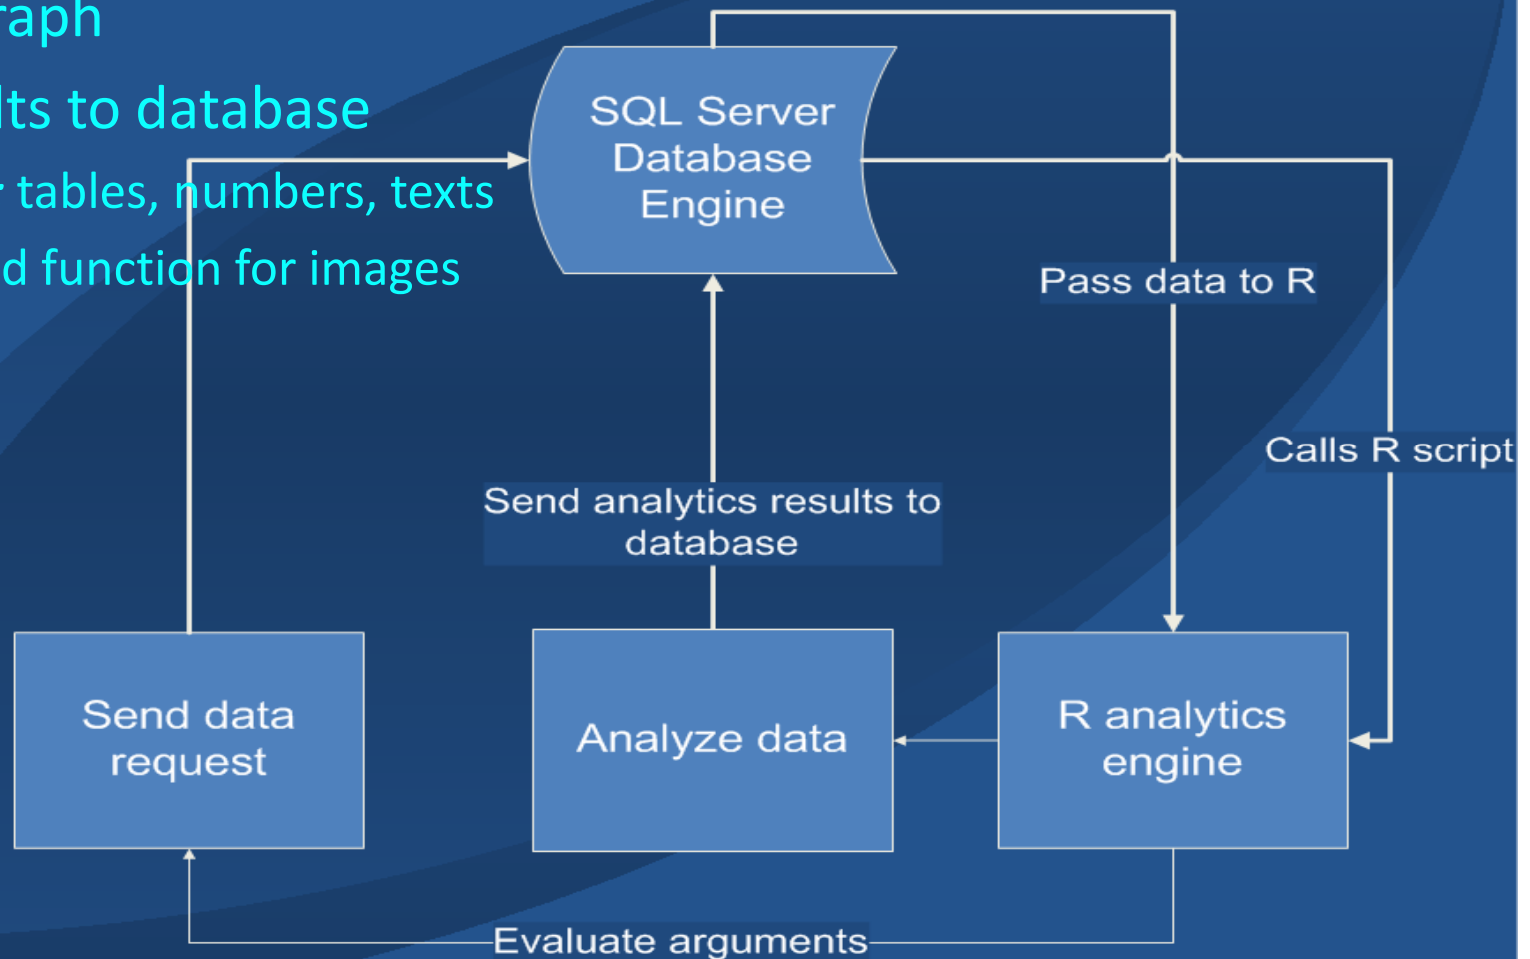 raph
lts to database
r tables, numbers, texts
d function for images
SQL Server
Database
Engine
Pass data to R
Calls R script
Send analytics results to
database
Send data
request
Analyze data
R analytics
engine
Evaluate arguments